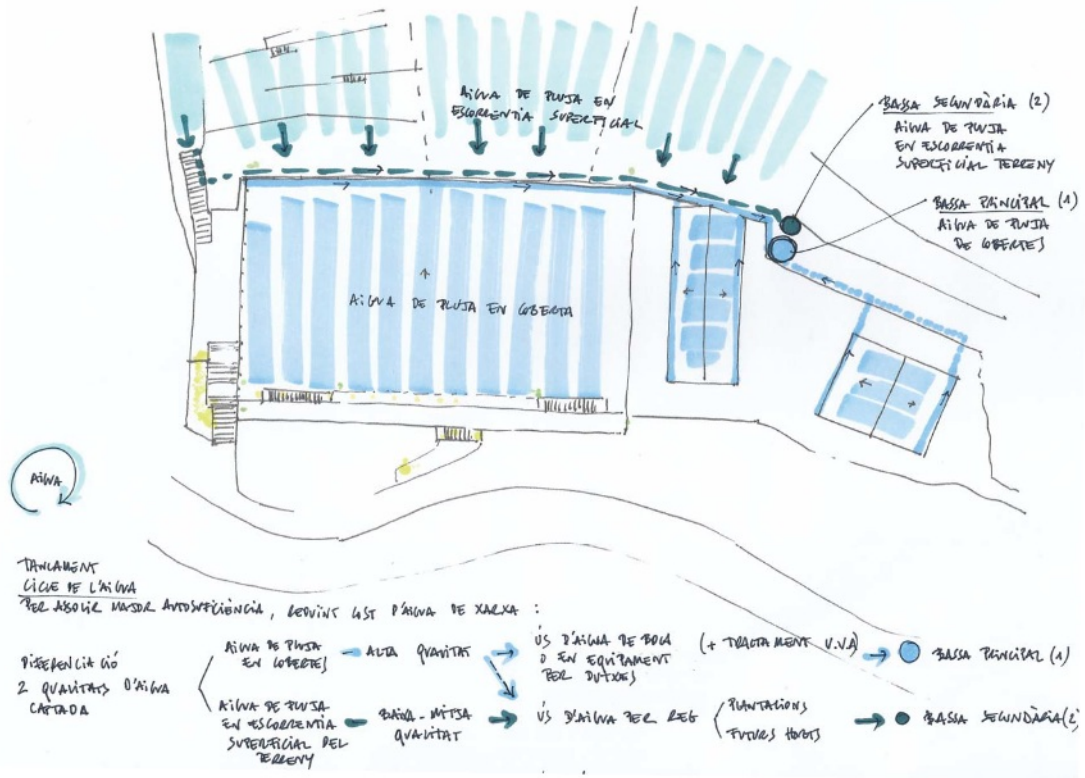 AIGUA DE PLUJA EN
ESCORRENTIA SUPERFICIAL
BASSA SECUNDÀRIA (2)
AIGUA DE PLUJA
EN ESCORRENTIA
SUPERFICIAL TERRENY
BASSA PRINCIPAL (1)
AIGUA DE PLUJA
DE COBERTES
AIGUA DE PLUJA EN COBERTA
AIGUA
TANCAMENT
CICLE DE L'AIGUA
PER ASSOLIR MAJOR AUTOSUFICIÈNCIA, REDUINT COST D'AIGUA DE XARXA :
DIFERENCIACIÓ
2 QUALITATS D'AIGUA
CAPTADA
AIGUA DE PLUJA
EN COBERTES
ALTA QUALITAT
ÚS D'AIGUA DE BOCA
O EN EQUIPAMENT
PER DUTXES
(+ TRACTAMENT U.V.A)
BASSA PRINCIPAL (1)
AIGUA DE PLUJA
EN ESCORRENTIA
SUPERFICIAL DEL
TERRENY
BAIXA-MITJA
QUALITAT
ÚS D'AIGUA PER REG
PLANTACIONS
FUTURS HORTS
BASSA SECUNDÀRIA (2)